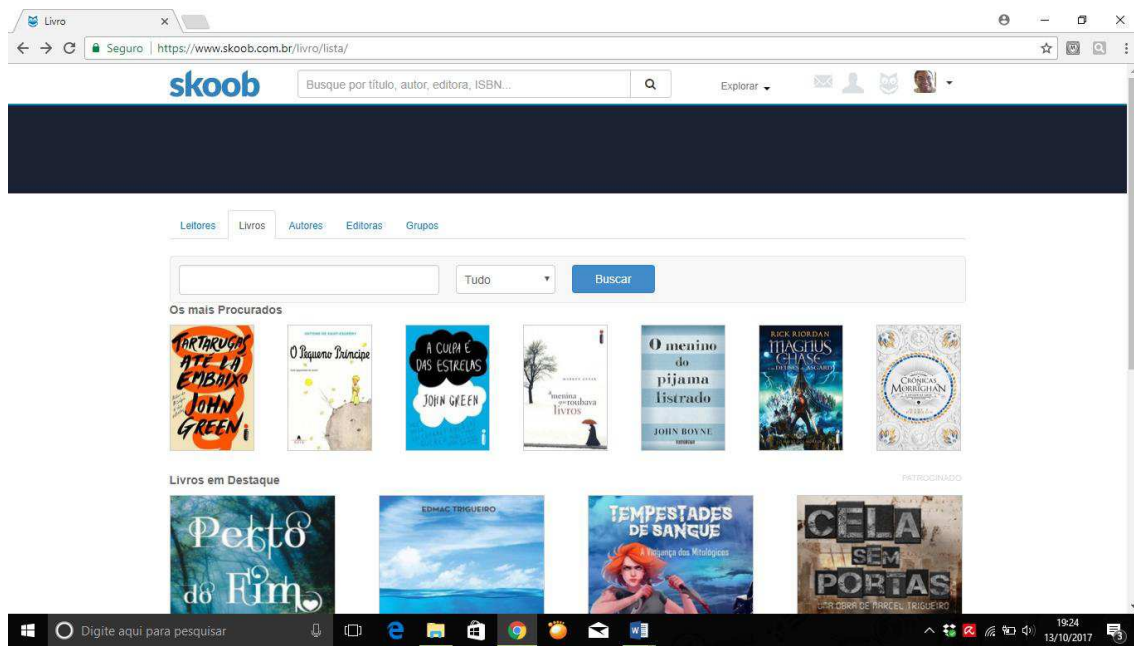 Livro
Seguro
https://www.skoob.com.br/livro/lista/
skoob
Busque por título, autor, editora, ISBN...
Explorar
Leitores
Livros
Autores
Editoras
Grupos
Tudo
Buscar
Os mais Procurados
TARTARUGAS
ATÉ LÁ
EMBAIXO
JOHN
GREEN
O Pequeno Príncipe
A CULPA É
DAS ESTRELAS
JOHN GREEN
A menina
que roubava
livros
O menino
do
pijama
listrado
JOHN BOYNE
RICK RIORDAN
MAGNUS
CHASE
CRÔNICAS
MORRIGHAN
Livros em Destaque
PATROCINADO
Perto
do Fim
EDMAC TRIGUEIRO
TEMPESTADES
DE SANGUE
A Vingança dos Mitológicos
CELA
SEM
PORTAS
UMA OBRA DE MARCEL TRIGUEIRO
Digite aqui para pesquisar
19:24
13/10/2017
3